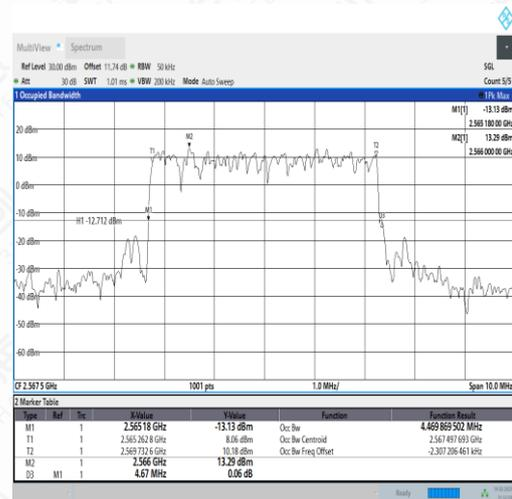 MultiView Spectrum
Ref Level 30.00 dBm Offset 11.74 dB RBW 50 kHz SGL
Att 30 dB SWT 1.01 ms VBW 200 kHz Mode Auto Sweep Count 5/5
1 Occupied Bandwidth 1Pk Max
M1[1] -13.13 dBm
2.565 180 00 GHz
M2[1] 13.29 dBm
2.566 000 00 GHz
20 dBm
M2
T1
T2
10 dBm
0 dBm
-10 dBm
M1
D3
H1 -12.712 dBm
-20 dBm
-30 dBm
-40 dBm
-50 dBm
-60 dBm
CF 2.567 5 GHz 1001 pts 1.0 MHz/ Span 10.0 MHz
2 Marker Table
Type Ref Trc X-Value Y-Value Function Function Result
M1 1 2.565 18 GHz -13.13 dBm Occ Bw 4.469 869 502 MHz
T1 1 2.565 262 8 GHz 8.06 dBm Occ Bw Centroid 2.567 497 693 GHz
T2 1 2.569 732 6 GHz 10.18 dBm Occ Bw Freq Offset -2.307 206 461 kHz
M2 1 2.566 GHz 13.29 dBm
D3 M1 1 4.67 MHz 0.06 dB
Ready